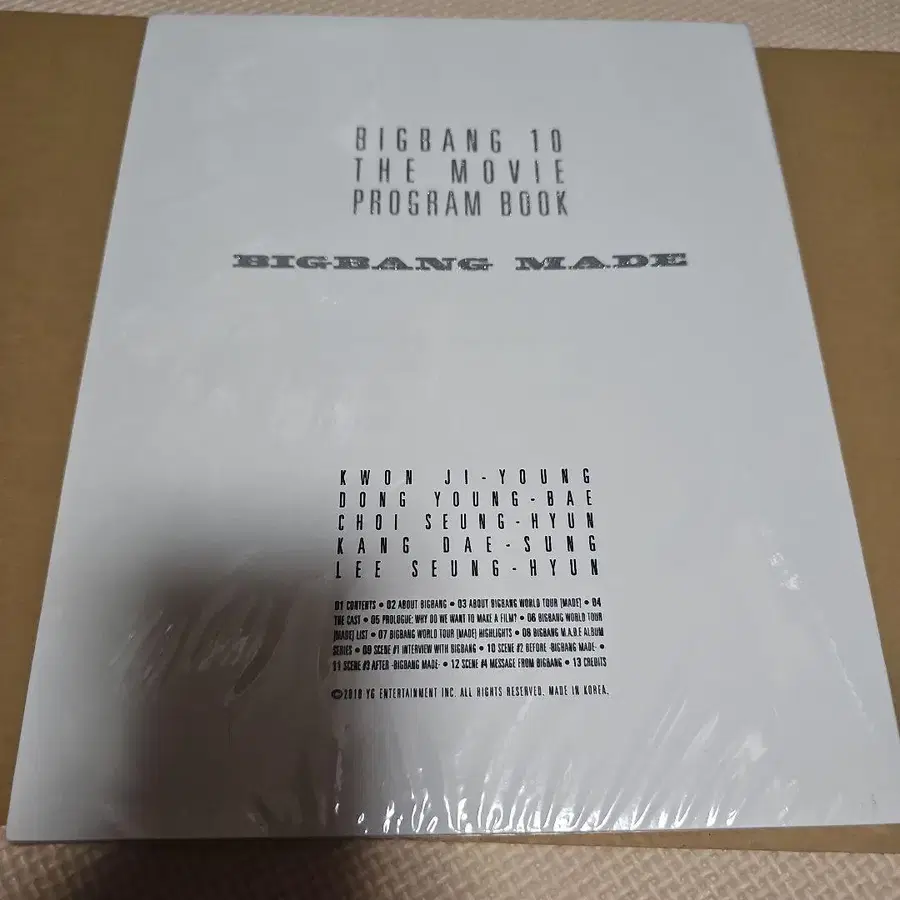 BIGBANG 10
THE MOVIE
PROGRAM BOOK
BIGBANG MADE
KWON JI-YOUNG
DONG YOUNG-BAE
CHOI SEUNG-HYUN
KANG DAE-SUNG
LEE SEUNG-HYUN
01 CONTENTS • 02 ABOUT BIGBANG • 03 ABOUT BIGBANG WORLD TOUR [MADE] • 04
THE CAST • 05 PROLOGUE: WHY DO WE WANT TO MAKE A FILM? • 06 BIGBANG WORLD TOUR
[MADE] LIST • 07 BIGBANG WORLD TOUR [MADE] HIGHLIGHTS • 08 BIGBANG M.A.D.E ALBUM
SERIES • 09 SCENE #1 INTERVIEW WITH BIGBANG • 10 SCENE #2 BEFORE -BIGBANG MADE- •
11 SCENE #3 AFTER -BIGBANG MADE- • 12 SCENE #4 MESSAGE FROM BIGBANG • 13 CREDITS
©2016 YG ENTERTAINMENT INC. ALL RIGHTS RESERVED. MADE IN KOREA.